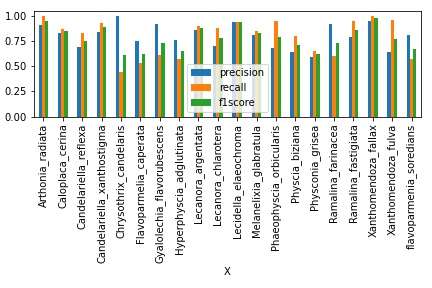 1.00
0.75
0.50
0.25
0.00
precision
recall
f1score
Arthonia_radiata
Caloplaca_cerina
Candelariella_reflexa
Candelariella_xanthostigma
Chrysothrix_candelaris
Flavoparmelia_caperata
Gyalolechia_flavorubescens
Hyperphyscia_adglutinata
Lecanora_argentata
Lecanora_chlarotera
Lecidella_elaeochroma
Melanelixia_glabratula
Phaeophyscia_orbicularis
Physcia_biziana
Physconia_grisea
Ramalina_farinacea
Ramalina_fastigiata
Xanthomendoza_fallax
Xanthomendoza_fulva
flavoparmenia_soredians
X